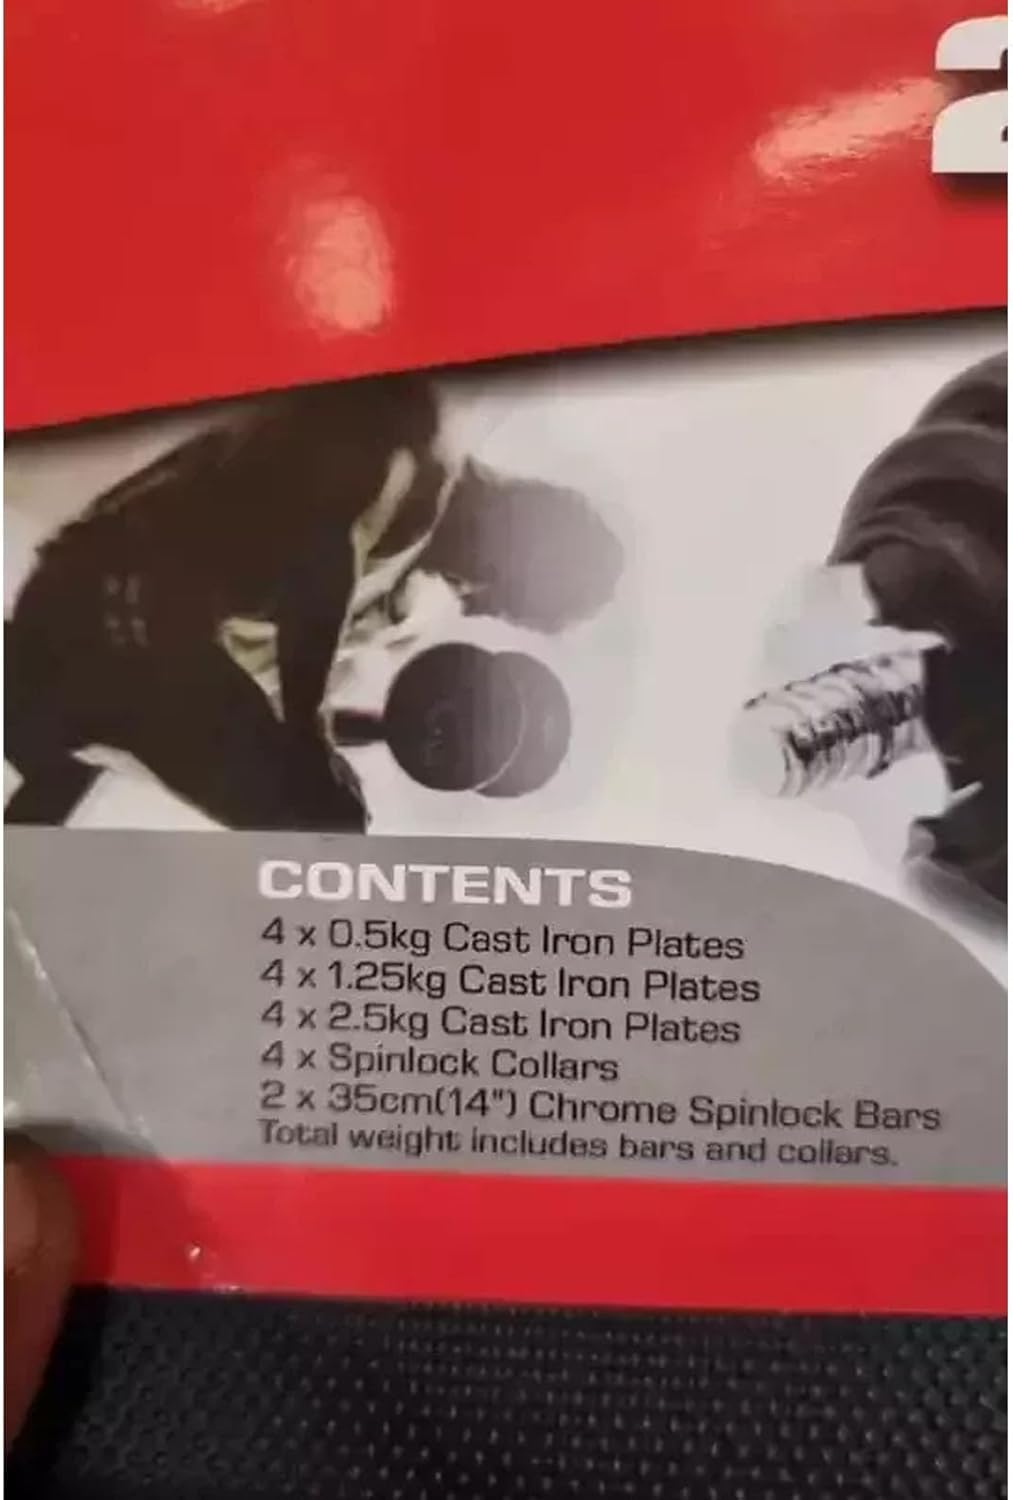 2
CONTENTS
4 x 0.5kg Cast Iron Plates
4 x 1.25kg Cast Iron Plates
4 x 2.5kg Cast Iron Plates
4 x Spinlock Collars
2 x 35cm(14") Chrome Spinlock Bars
Total weight includes bars and collars.